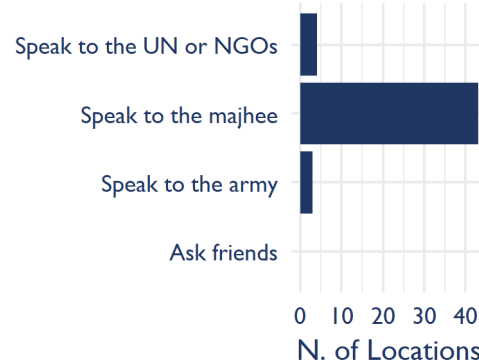 Speak to the UN or NGOs
Speak to the majhee
Speak to the army
Ask friends
0 10 20 30 40
N. of Locations